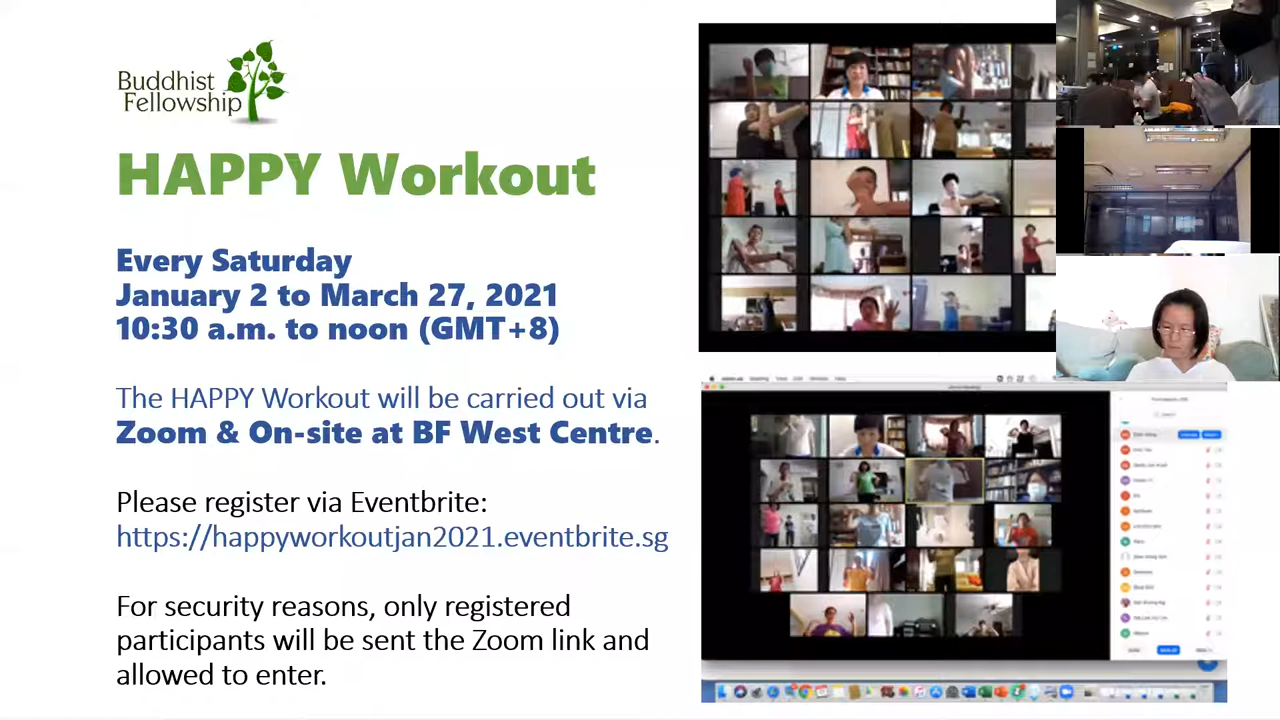 Buddhist
Fellowship
HAPPY Workout
Every Saturday
January 2 to March 27, 2021
10:30 a.m. to noon (GMT+8)
The HAPPY Workout will be carried out via
Zoom & On-site at BF West Centre.
Please register via Eventbrite:
https://happyworkoutjan2021.eventbrite.sg
For security reasons, only registered
participants will be sent the Zoom link and
allowed to enter.